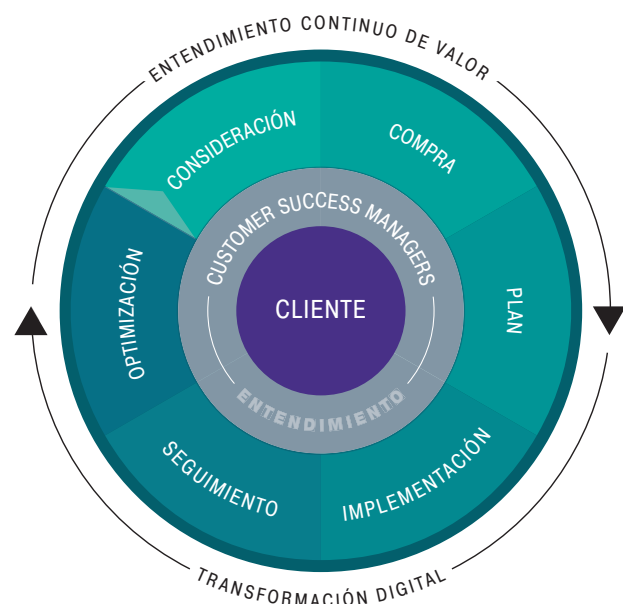 ENTENDIMIENTO CONTINUO DE VALOR
CONSIDERACIÓN
COMPRA
PLAN
IMPLEMENTACIÓN
SEGUIMIENTO
OPTIMIZACIÓN
CUSTOMER SUCCESS MANAGERS
CLIENTE
ENTENDIMIENTO
TRANSFORMACIÓN DIGITAL